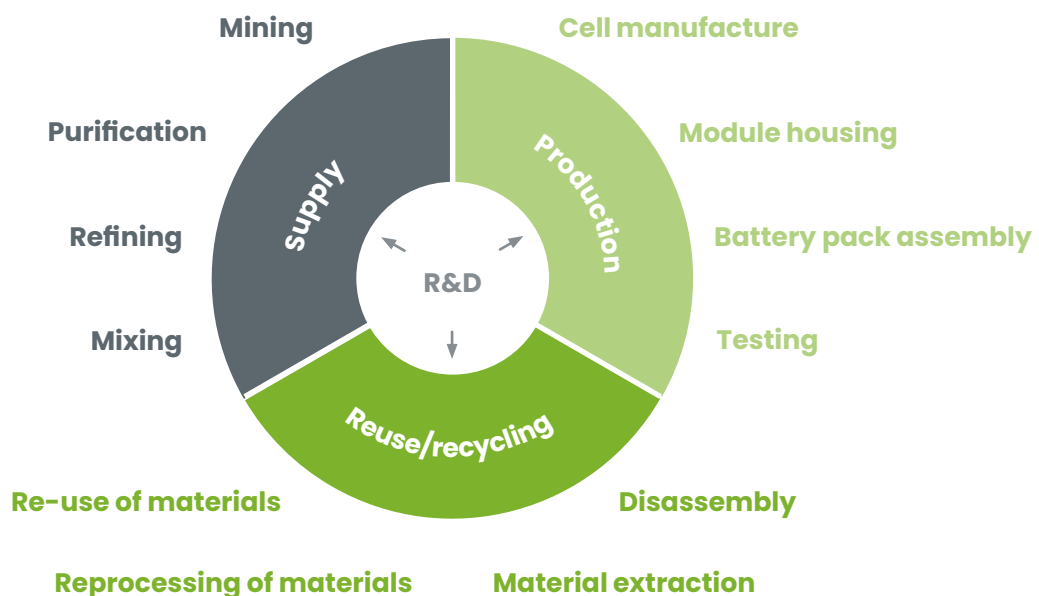 Mining
Cell manufacture
Purification
Module housing
Supply
Production
Refining
Battery pack assembly
R&D
Mixing
Testing
Reuse/recycling
Re-use of materials
Disassembly
Reprocessing of materials
Material extraction